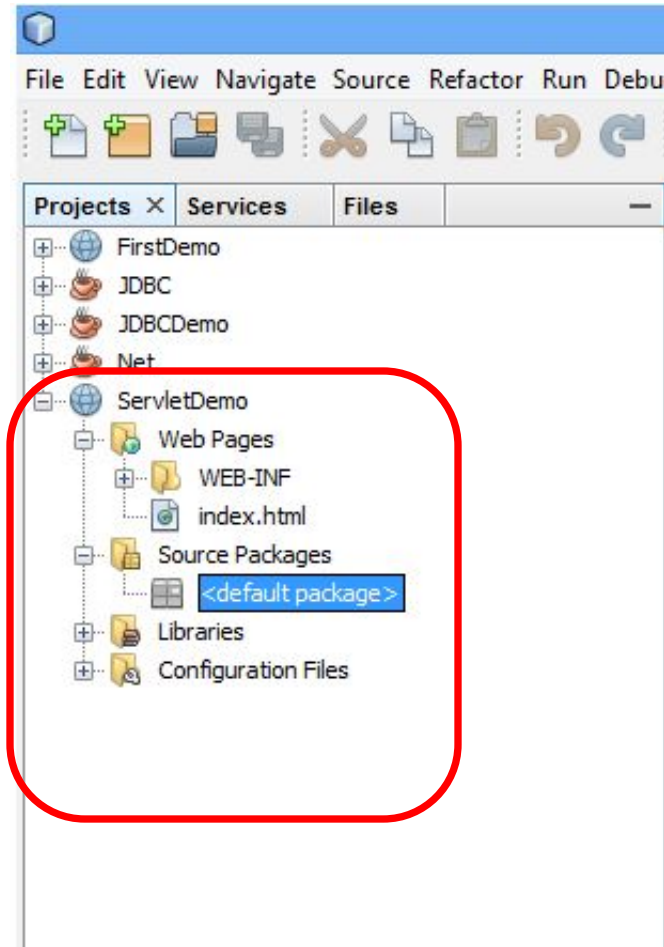 File Edit View Navigate Source Refactor Run Debu
Projects Services Files
FirstDemo
JDBC
JDBCDemo
Net
ServletDemo
Web Pages
WEB-INF
index.html
Source Packages
<default package>
Libraries
Configuration Files